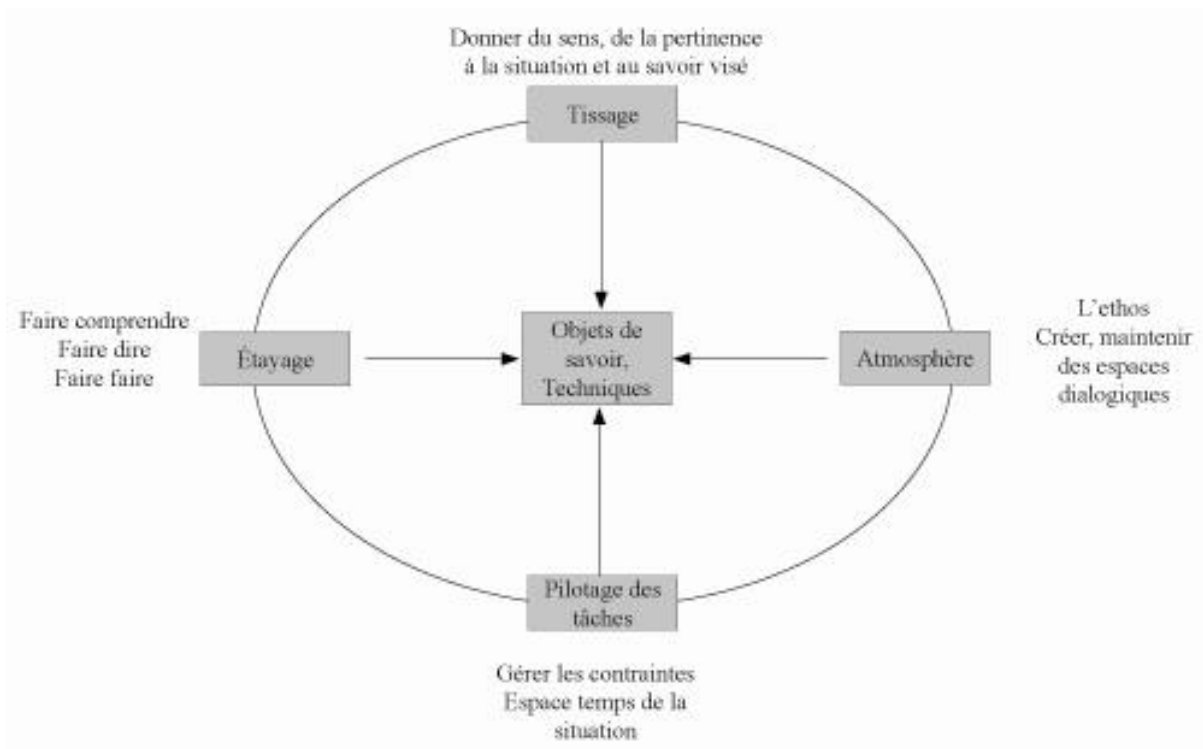 Donner du sens, de la pertinence
à la situation et au savoir visé
Tissage
Faire comprendre
Faire dire
Faire faire
Étayage
Objets de
savoir,
Techniques
Atmosphère
L'ethos
Créer, maintenir
des espaces
dialogiques
Pilotage des
tâches
Gérer les contraintes
Espace temps de la
situation